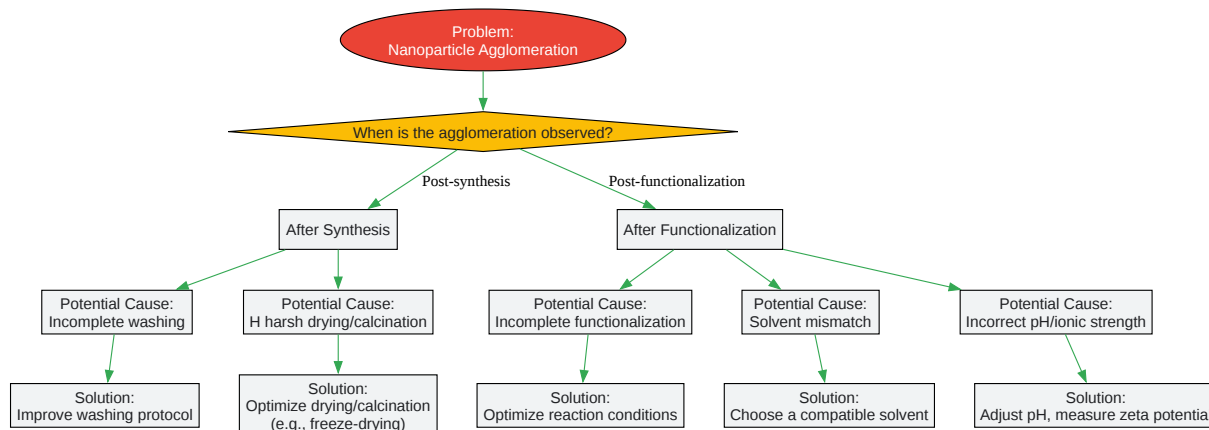 Problem:
Nanoparticle Agglomeration
When is the agglomeration observed?
Post-synthesis
Post-functionalization
After Synthesis
After Functionalization
Potential Cause:
Incomplete washing
Potential Cause:
H harsh drying/calcination
Potential Cause:
Incomplete functionalization
Potential Cause:
Solvent mismatch
Potential Cause:
Incorrect pH/ionic strength
Solution:
Improve washing protocol
Solution:
Optimize drying/calcination
(e.g., freeze-drying)
Solution:
Optimize reaction conditions
Solution:
Choose a compatible solvent
Solution:
Adjust pH, measure zeta potential